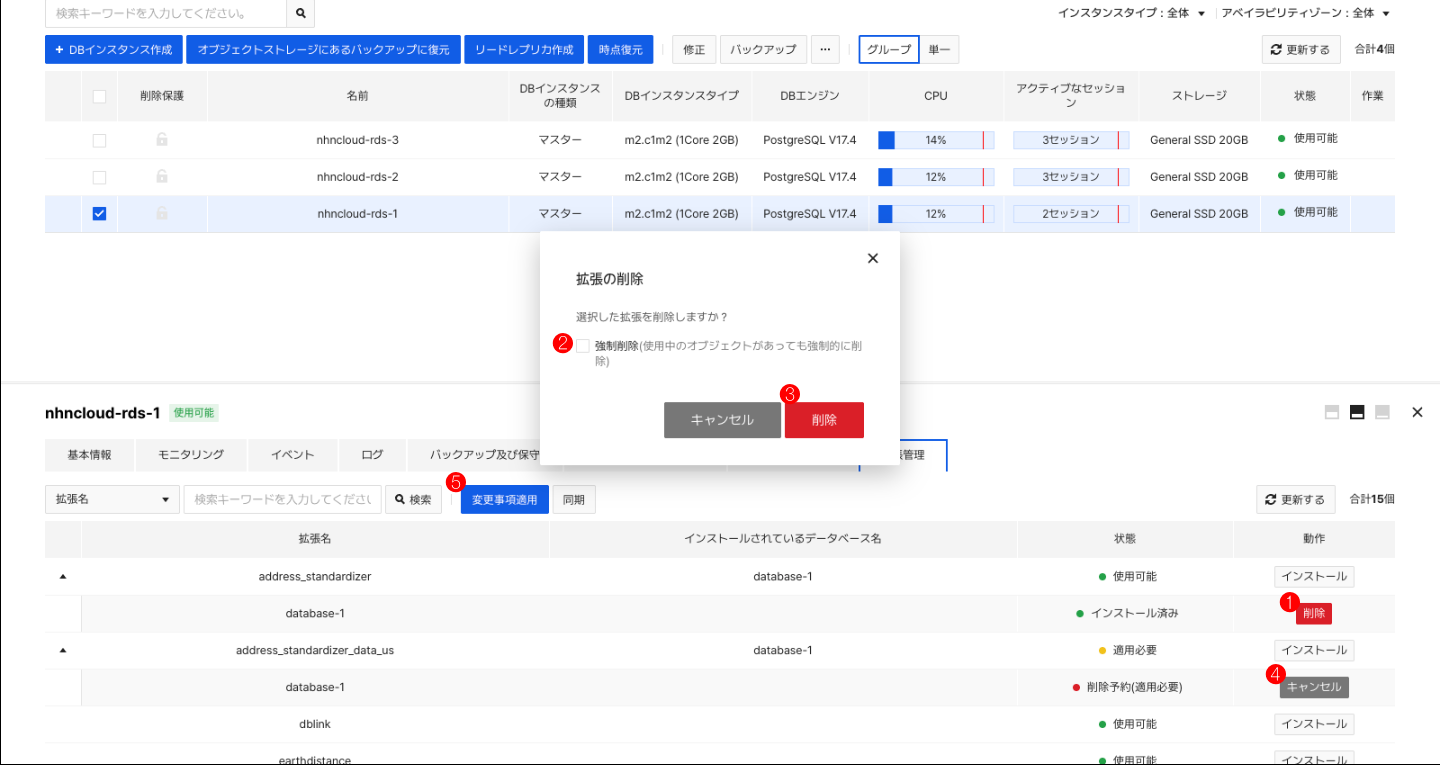 検索キーワードを入力してください。
インスタンスタイプ : 全体 ▼ アベイラビリティゾーン : 全体 ▼
+ DBインスタンス作成 オブジェクトストレージにあるバックアップに復元 リードレプリカ作成 時点復元 修正 バックアップ ... グループ 単一 更新する 合計4個
削除保護 名前 DBインスタンスの種類 DBインスタンスタイプ DBエンジン CPU アクティブなセッション ストレージ 状態 作業
nhncloud-rds-3 マスター m2.c1m2 (1Core 2GB) PostgreSQL V17.4 14% 3セッション General SSD 20GB 使用可能
nhncloud-rds-2 マスター m2.c1m2 (1Core 2GB) PostgreSQL V17.4 12% 3セッション General SSD 20GB 使用可能
nhncloud-rds-1 マスター m2.c1m2 (1Core 2GB) PostgreSQL V17.4 12% 2セッション General SSD 20GB 使用可能
拡張の削除
選択した拡張を削除しますか？
2 強制削除(使用中のオブジェクトがあっても強制的に削
除)
3
キャンセル 削除
nhncloud-rds-1 使用可能
基本情報 モニタリング イベント ログ バックアップ及び保守 管理
5
拡張名 ▼ 検索キーワードを入力してください 検索 変更事項適用 同期 更新する 合計15個
拡張名 インストールされているデータベース名 状態 動作
address_standardizer database-1 使用可能 インストール
database-1 インストール済み 1 削除
address_standardizer_data_us database-1 適用必要 インストール
database-1 削除予約(適用必要) 4 キャンセル
dblink 使用可能 インストール
earthdistance 使用可能 インストール